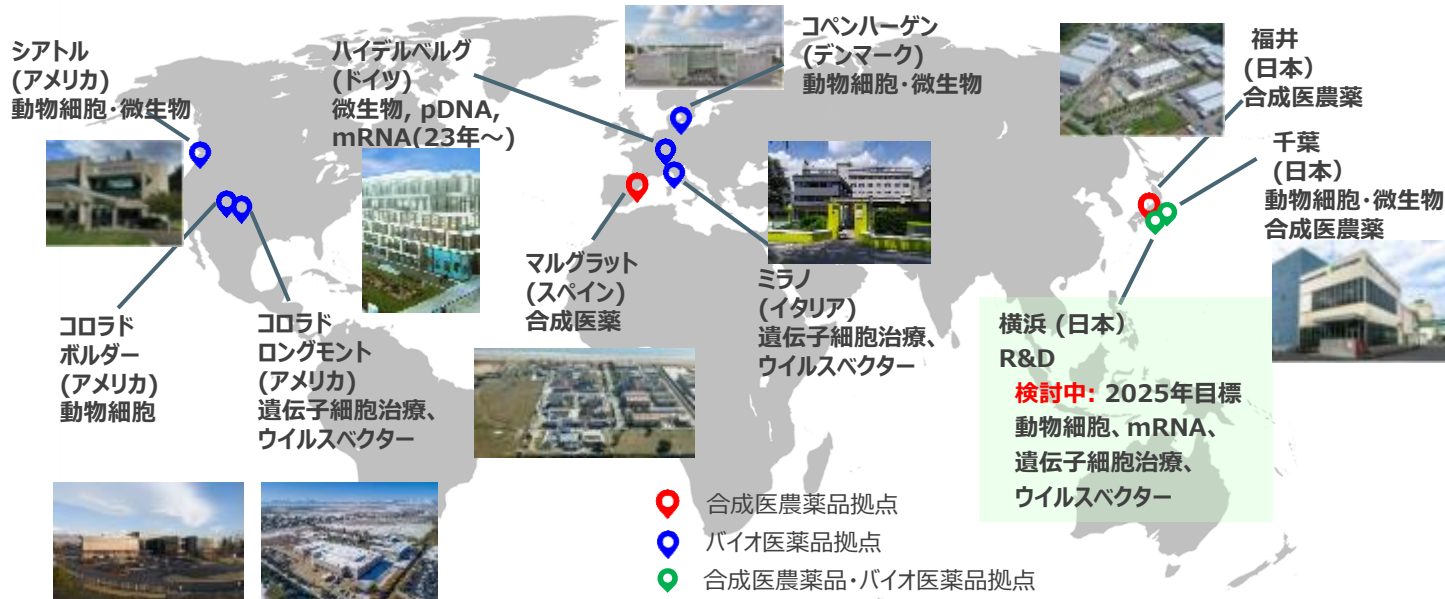 シアトル
(アメリカ)
動物細胞・微生物
ハイデルベルグ
(ドイツ)
微生物, pDNA,
mRNA(23年～)
コペンハーゲン
(デンマーク)
動物細胞・微生物
福井
(日本）
合成医農薬
千葉
(日本）
動物細胞・微生物
合成医農薬
コロラド
ボルダー
(アメリカ)
動物細胞
コロラド
ロングモント
(アメリカ)
遺伝子細胞治療、
ウイルスベクター
マルグラット
(スペイン)
合成医薬
ミラノ
(イタリア)
遺伝子細胞治療、
ウイルスベクター
横浜 (日本）
R&D
検討中: 2025年目標
動物細胞、mRNA、
遺伝子細胞治療、
ウイルスベクター
合成医農薬品拠点
バイオ医薬品拠点
合成医農薬品・バイオ医薬品拠点